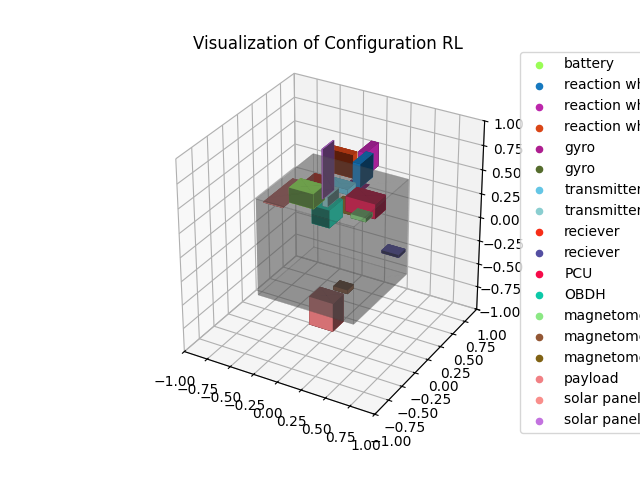 Visualization of Configuration RL
battery
reaction wh
reaction wh
reaction wh
gyro
gyro
transmitter
transmitter
reciever
reciever
PCU
OBDH
magnetome
magnetome
magnetome
payload
solar panel
solar panel
1.00
0.75
0.50
0.25
0.00
−0.25
−0.50
−0.75
−1.00
1.00
0.75
0.50
0.25
0.00
−0.25
−0.50
−0.75
−1.00
−1.00
−0.75
−0.50
−0.25
0.00
0.25
0.50
0.75
1.00